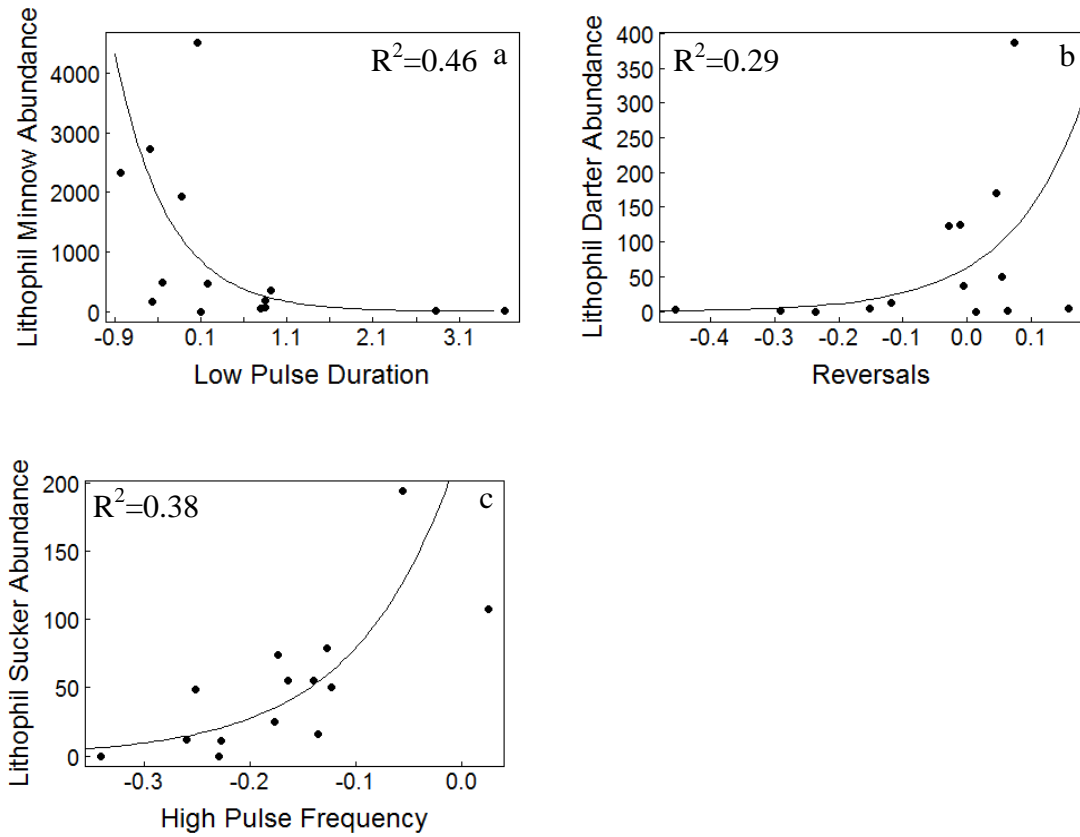 R²=0.46
a
4000
3000
2000
1000
0
Lithophil Minnow Abundance
-0.9 0.1 1.1 2.1 3.1
Low Pulse Duration
R²=0.29
b
400
350
300
250
200
150
100
50
0
Lithophil Darter Abundance
-0.4 -0.3 -0.2 -0.1 0.0 0.1
Reversals
R²=0.38
c
200
150
100
50
0
Lithophil Sucker Abundance
-0.3 -0.2 -0.1 0.0
High Pulse Frequency